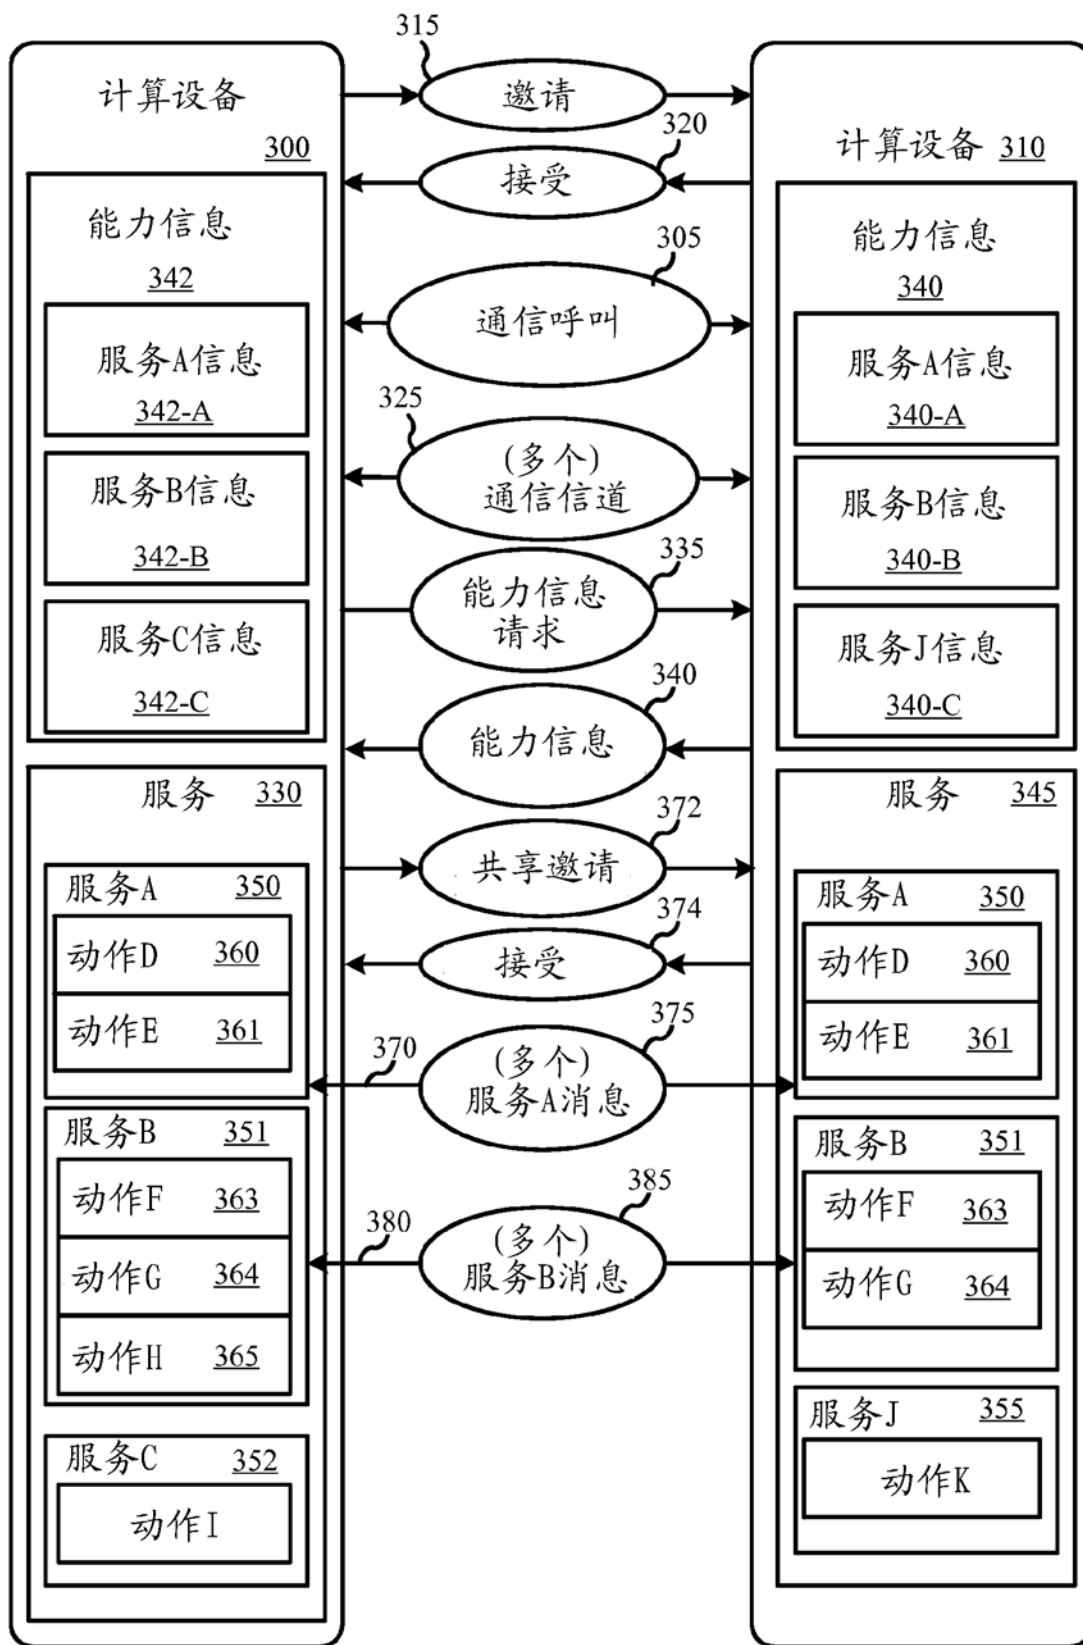 计算设备
300
能力信息
342
服务A信息
342-A
服务B信息
342-B
服务C信息
342-C
服务 330
服务A 350
动作D 360
动作E 361
服务B 351
动作F 363
动作G 364
动作H 365
服务C 352
动作I
315
邀请
320
接受
305
通信呼叫
325
(多个)
通信信道
335
能力信息
请求
340
能力信息
372
共享邀请
374
接受
370
375
(多个)
服务A消息
380
385
(多个)
服务B消息
计算设备 310
能力信息
340
服务A信息
340-A
服务B信息
340-B
服务J信息
340-C
服务 345
服务A 350
动作D 360
动作E 361
服务B 351
动作F 363
动作G 364
服务J 355
动作K